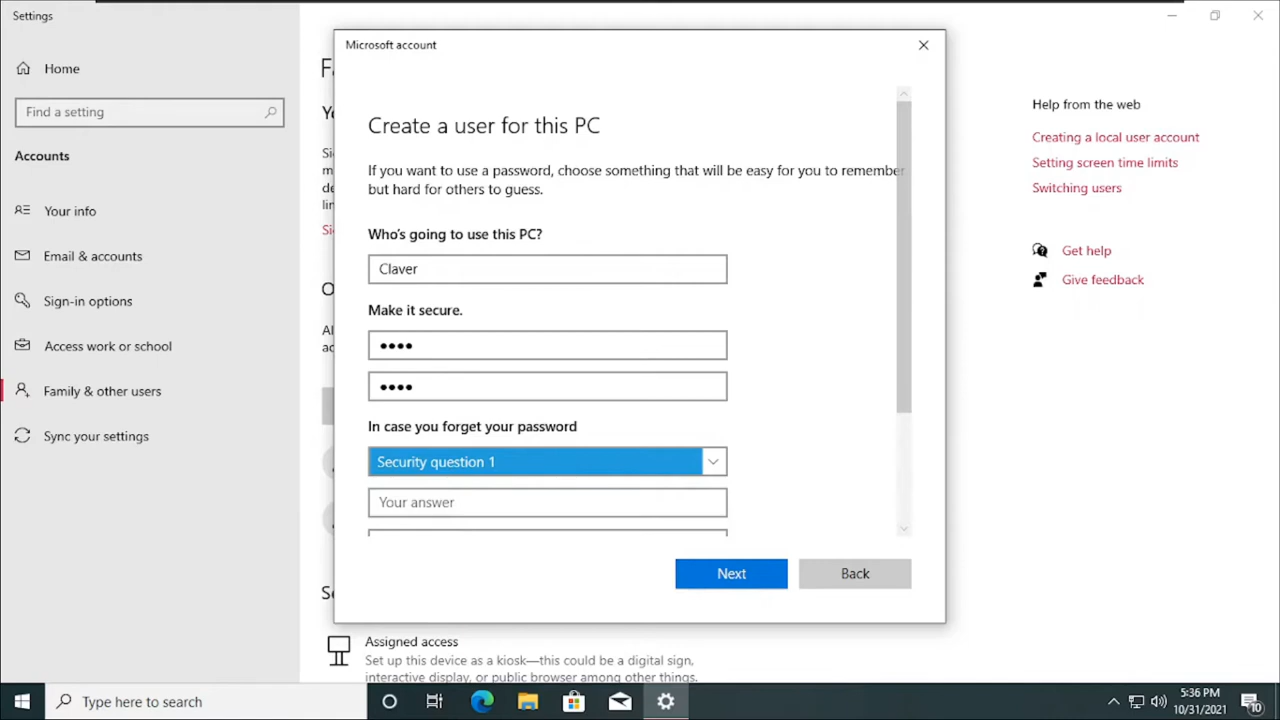 Settings
Home
Find a setting
Accounts
Your info
Email & accounts
Sign-in options
Access work or school
Family & other users
Sync your settings
Microsoft account
Create a user for this PC
If you want to use a password, choose something that will be easy for you to remember
but hard for others to guess.
Who's going to use this PC?
Claver
Make it secure.
In case you forget your password
Security question 1
Your answer
Next
Back
Assigned access
Set up this device as a kiosk—this could be a digital sign,
interactive display, or public browser among other things.
Help from the web
Creating a local user account
Setting screen time limits
Switching users
Get help
Give feedback
Type here to search
5:36 PM
10/31/2021
10